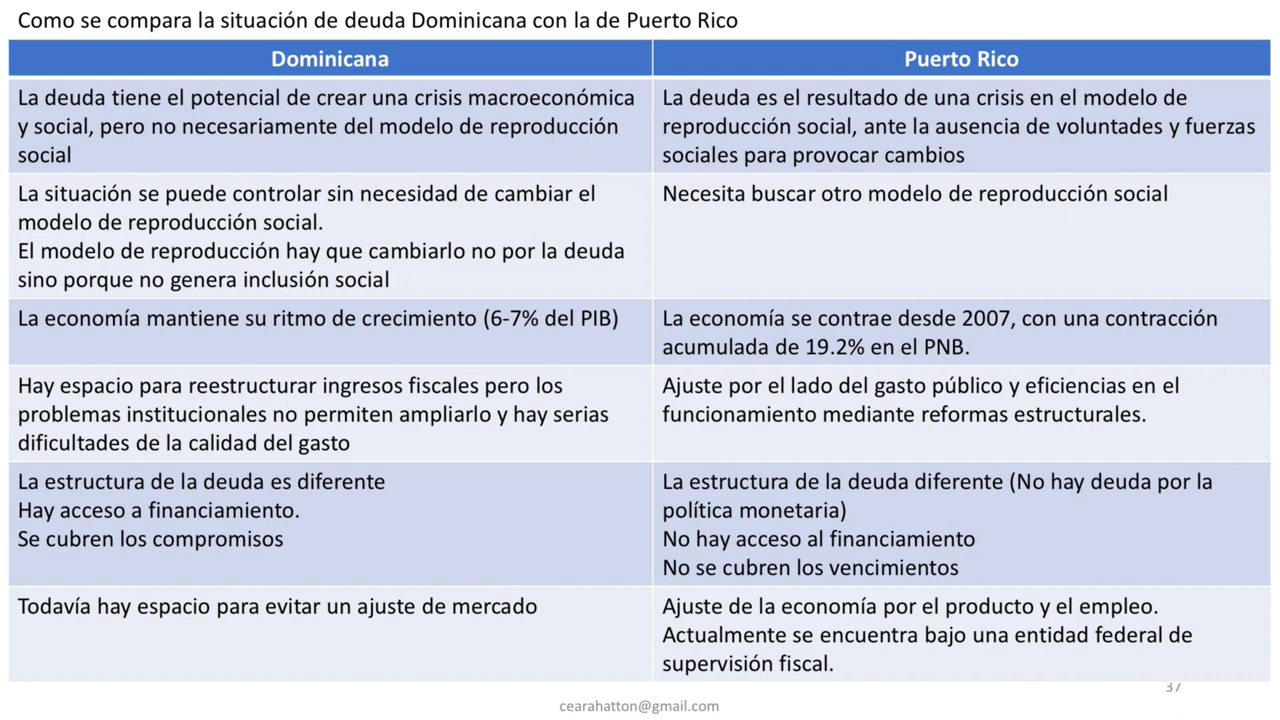 Como se compara la situación de deuda Dominicana con la de Puerto Rico
Dominicana
Puerto Rico
La deuda tiene el potencial de crear una crisis macroeconómica
y social, pero no necesariamente del modelo de reproducción
social
La deuda es el resultado de una crisis en el modelo de
reproducción social, ante la ausencia de voluntades y fuerzas
sociales para provocar cambios
La situación se puede controlar sin necesidad de cambiar el
modelo de reproducción social.
El modelo de reproducción hay que cambiarlo no por la deuda
sino porque no genera inclusión social
Necesita buscar otro modelo de reproducción social
La economía mantiene su ritmo de crecimiento (6-7% del PIB)
La economía se contrae desde 2007, con una contracción
acumulada de 19.2% en el PNB.
Hay espacio para reestructurar ingresos fiscales pero los
problemas institucionales no permiten ampliarlo y hay serias
dificultades de la calidad del gasto
Ajuste por el lado del gasto público y eficiencias en el
funcionamiento mediante reformas estructurales.
La estructura de la deuda es diferente
Hay acceso a financiamiento.
Se cubren los compromisos
La estructura de la deuda diferente (No hay deuda por la
política monetaria)
No hay acceso al financiamiento
No se cubren los vencimientos
Todavía hay espacio para evitar un ajuste de mercado
Ajuste de la economía por el producto y el empleo.
Actualmente se encuentra bajo una entidad federal de
supervisión fiscal.
37
cearahatton@gmail.com